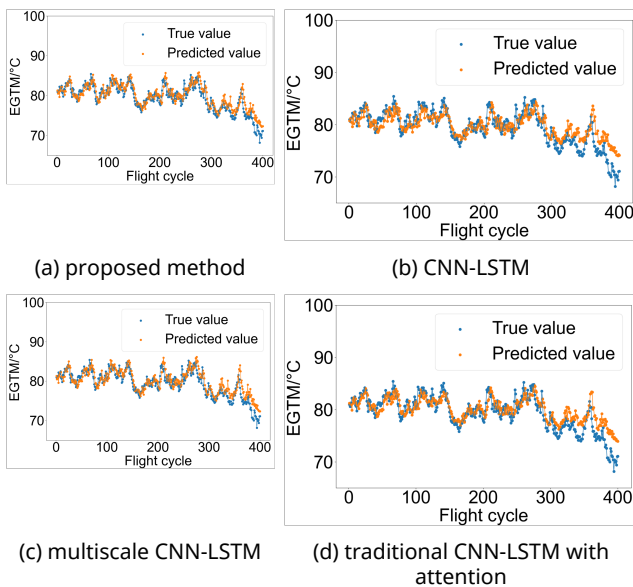 100
90
80
70
EGTM/°C
True value
Predicted value
0 100 200 300 400
Flight cycle
(a) proposed method
100
90
80
70
EGTM/°C
True value
Predicted value
0 100 200 300 400
Flight cycle
(b) CNN-LSTM
100
90
80
70
EGTM/°C
True value
Predicted value
0 100 200 300 400
Flight cycle
(c) multiscale CNN-LSTM
100
90
80
70
EGTM/°C
True value
Predicted value
0 100 200 300 400
Flight cycle
(d) traditional CNN-LSTM with
attention